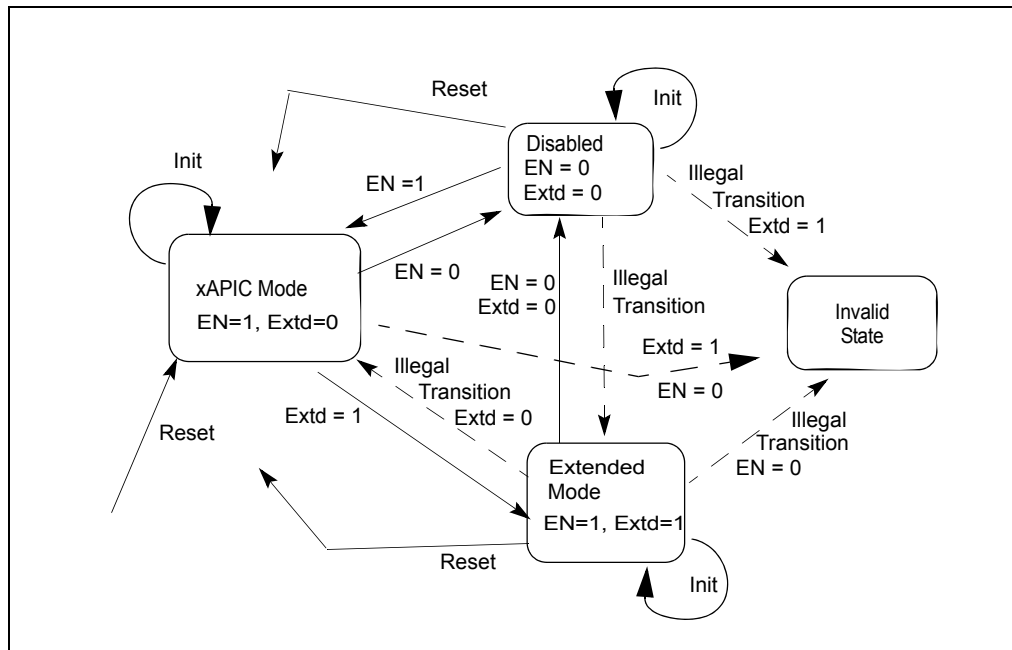 Reset
Init
Disabled
EN = 0
Extd = 0
Illegal
Transition
Extd = 1
Init
EN =1
EN = 0
xAPIC Mode
EN=1, Extd=0
EN = 0
Extd = 0
Illegal
Transition
Invalid
State
Extd = 1
EN = 0
Illegal
Transition
Extd = 0
Extd = 1
Reset
Illegal
Transition
EN = 0
Extended
Mode
EN=1, Extd=1
Reset
Init